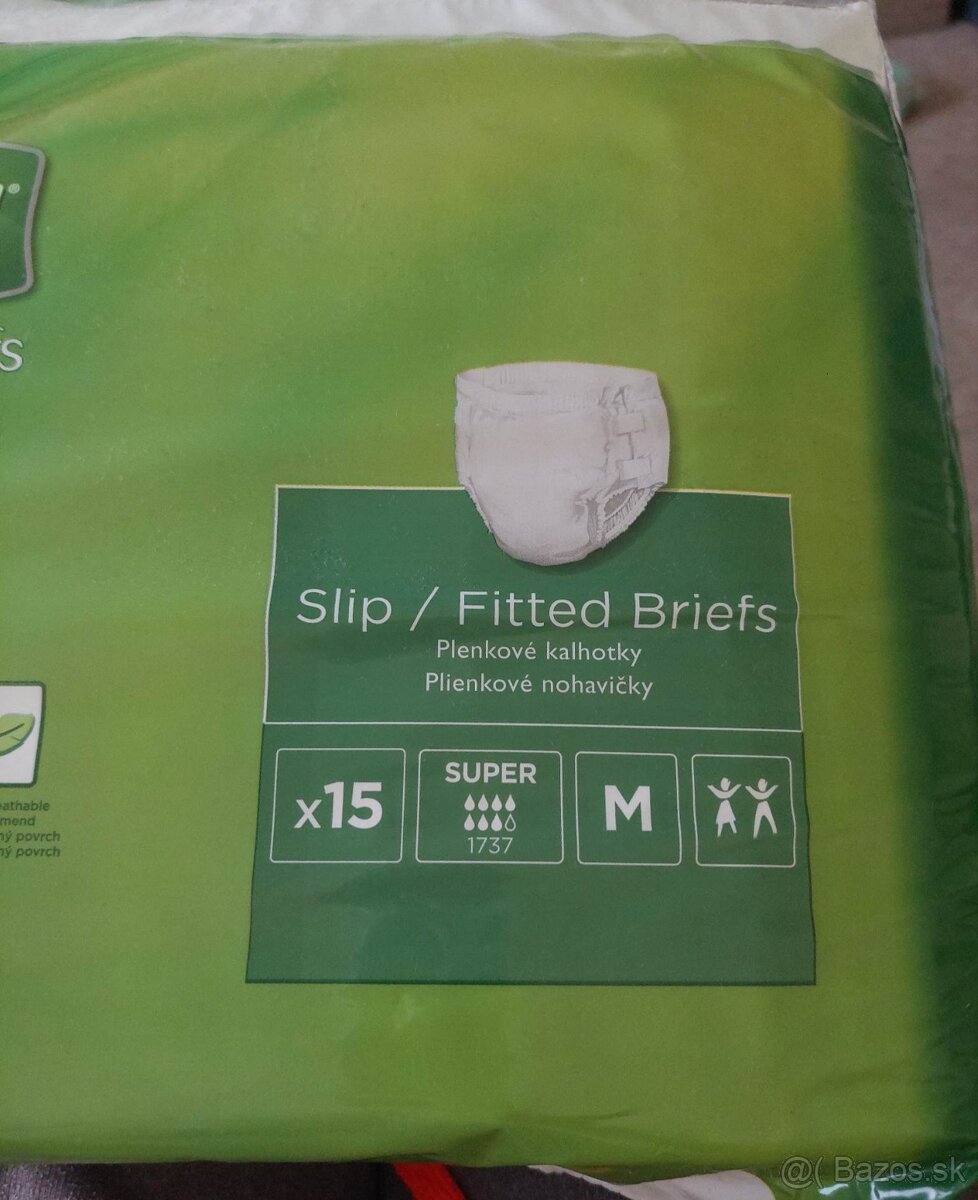 ®
Slip / Fitted Briefs
Plenkové kalhotky
Plienkové nohavičky
x15
SUPER
1737
M
@( Bazos.sk